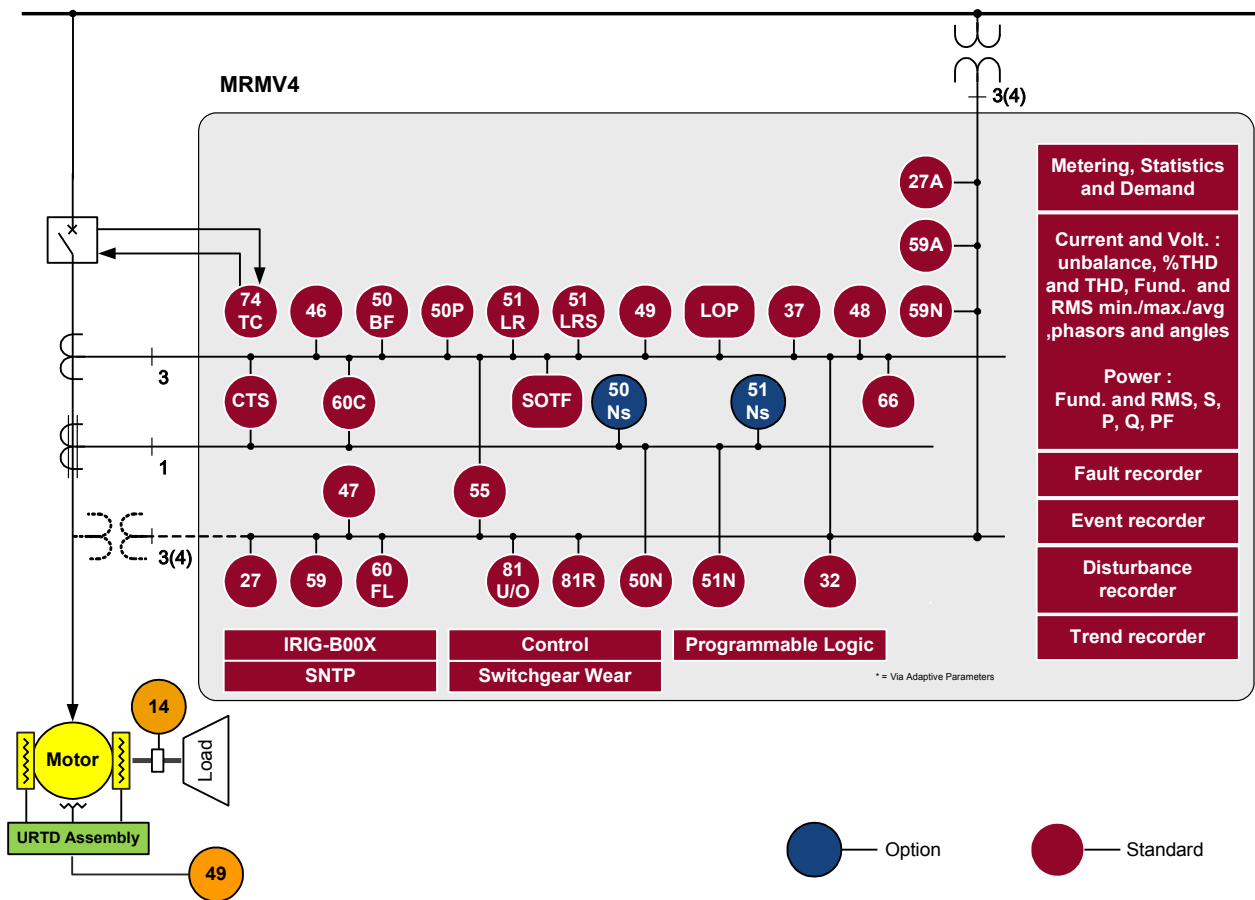 MRMV4
3(4)
27A
59A
59N
74
TC
46
50
BF
50P
51
LR
51
LRS
49
LOP
37
48
3
CTS
60C
SOTF
50
Ns
51
Ns
66
1
47
55
3(4)
27
59
60
FL
81
U/O
81R
50N
51N
32
IRIG-B00X
SNTP
Control
Switchgear Wear
Programmable Logic
* = Via Adaptive Parameters
Metering, Statistics
and Demand
Current and Volt. :
unbalance, %THD
and THD, Fund. and
RMS min./max./avg
,phasors and angles
Power :
Fund. and RMS, S,
P, Q, PF
Fault recorder
Event recorder
Disturbance
recorder
Trend recorder
14
Motor
Load
URTD Assembly
49
Option
Standard